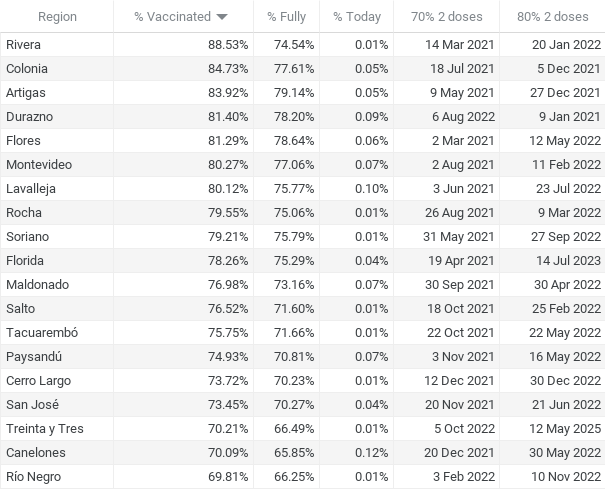 Region % Vaccinated % Fully % Today 70% 2 doses 80% 2 doses
Rivera 88.53% 74.54% 0.01% 14 Mar 2021 20 Jan 2022
Colonia 84.73% 77.61% 0.05% 18 Jul 2021 5 Dec 2021
Artigas 83.92% 79.14% 0.05% 9 May 2021 27 Dec 2021
Durazno 81.40% 78.20% 0.09% 6 Aug 2022 9 Jan 2021
Flores 81.29% 78.64% 0.06% 2 Mar 2021 12 May 2022
Montevideo 80.27% 77.06% 0.07% 2 Aug 2021 11 Feb 2022
Lavalleja 80.12% 75.77% 0.10% 3 Jun 2021 23 Jul 2022
Rocha 79.55% 75.06% 0.01% 26 Aug 2021 9 Mar 2022
Soriano 79.21% 75.79% 0.01% 31 May 2021 27 Sep 2022
Florida 78.26% 75.29% 0.04% 19 Apr 2021 14 Jul 2023
Maldonado 76.98% 73.16% 0.07% 30 Sep 2021 30 Apr 2022
Salto 76.52% 71.60% 0.01% 18 Oct 2021 25 Feb 2022
Tacuarembó 75.75% 71.66% 0.01% 22 Oct 2021 22 May 2022
Paysandú 74.93% 70.81% 0.07% 3 Nov 2021 16 May 2022
Cerro Largo 73.72% 70.23% 0.01% 12 Dec 2021 30 Dec 2022
San José 73.45% 70.27% 0.04% 20 Nov 2021 21 Jun 2022
Treinta y Tres 70.21% 66.49% 0.01% 5 Oct 2022 12 May 2025
Canelones 70.09% 65.85% 0.12% 20 Dec 2021 30 May 2022
Río Negro 69.81% 66.25% 0.01% 3 Feb 2022 10 Nov 2022